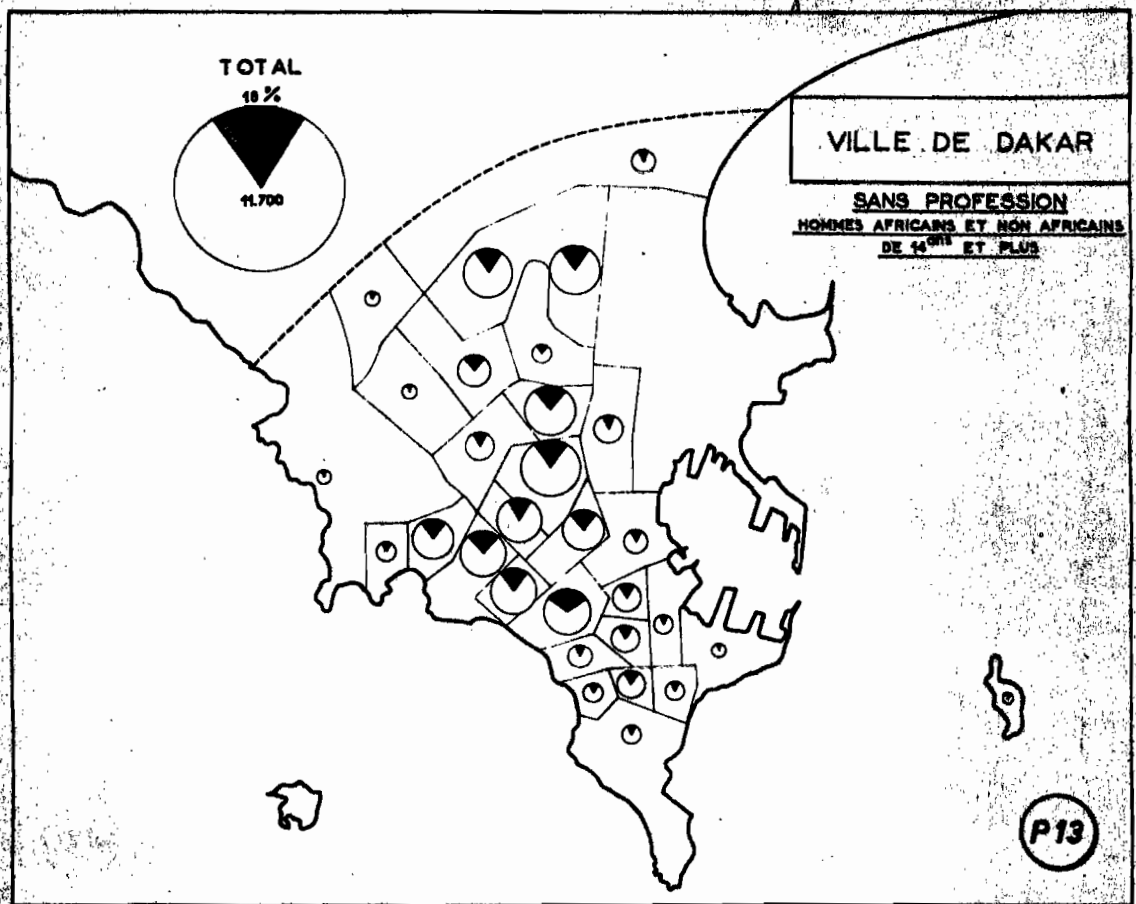 TOTAL
18 %
11.700
VILLE DE DAKAR
SANS PROFESSION
HOMMES AFRICAINS ET NON AFRICAINS
DE 14ans ET PLUS
P13